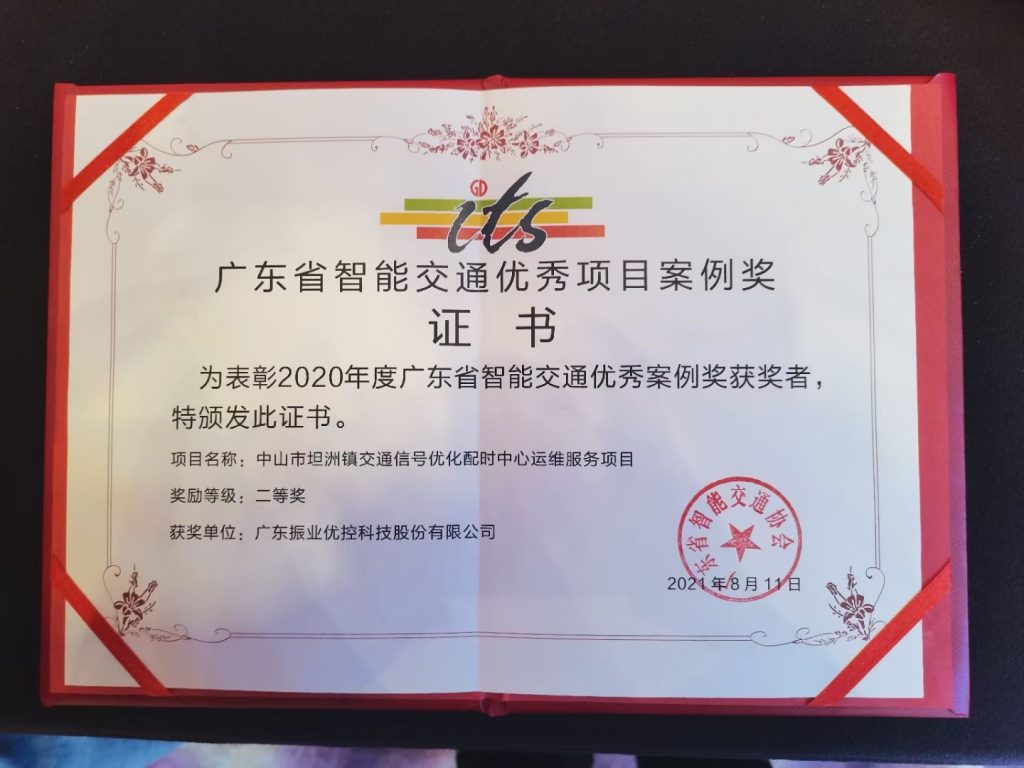 GD
its
广东省智能交通优秀项目案例奖
证 书
为表彰2020年度广东省智能交通优秀案例奖获奖者，
特颁发此证书。
项目名称：中山市坦洲镇交通信号优化配时中心运维服务项目
奖励等级：二等奖
获奖单位：广东振业优控科技股份有限公司
广东省智能交通协会
2021年8月11日